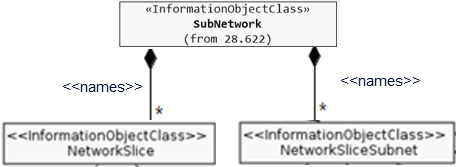 «InformationObjectClass»
SubNetwork
(from 28.622)
<<names>>
<<names>>
*
*
<<InformationObjectClass>>
NetworkSlice
<<InformationObjectClass>>
NetworkSliceSubnet